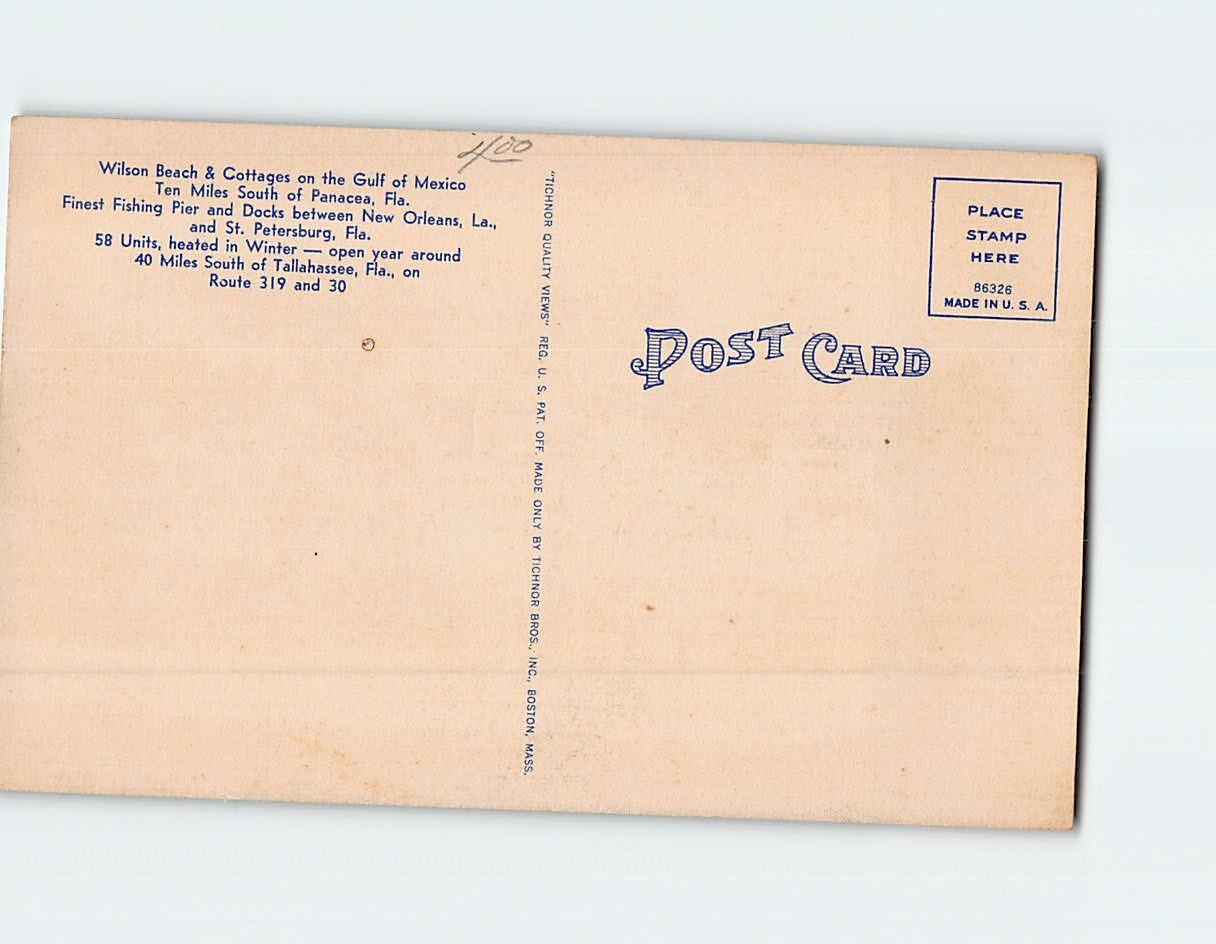 4.00
Wilson Beach & Cottages on the Gulf of Mexico
Ten Miles South of Panacea, Fla.
Finest Fishing Pier and Docks between New Orleans, La.,
and St. Petersburg, Fla.
58 Units, heated in Winter — open year around
40 Miles South of Tallahassee, Fla., on
Route 319 and 30
"TICHNOR QUALITY VIEWS" REG. U. S. PAT. OFF. MADE ONLY BY TICHNOR BROS., INC., BOSTON, MASS.
POST CARD
PLACE
STAMP
HERE
86326
MADE IN U. S. A.